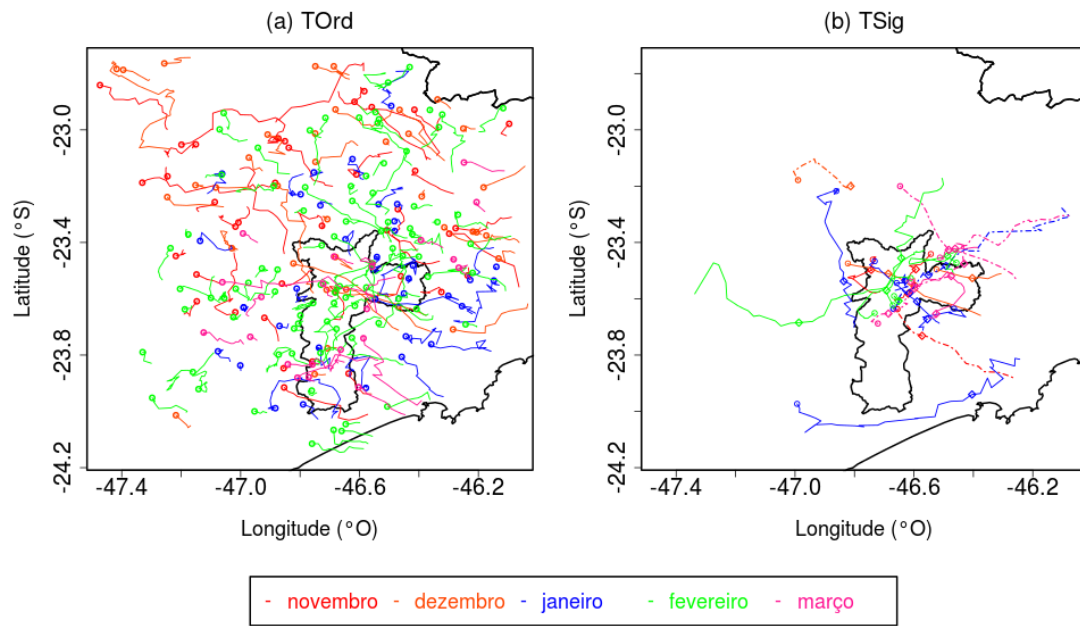 (a) TOrd
(b) TSig
Latitude (°S)
-23.0
-23.4
-23.8
-24.2
-47.4 -47.0 -46.6 -46.2
Longitude (°O)
Latitude (°S)
-23.0
-23.4
-23.8
-24.2
-47.4 -47.0 -46.6 -46.2
Longitude (°O)
- novembro - dezembro - janeiro - fevereiro - março